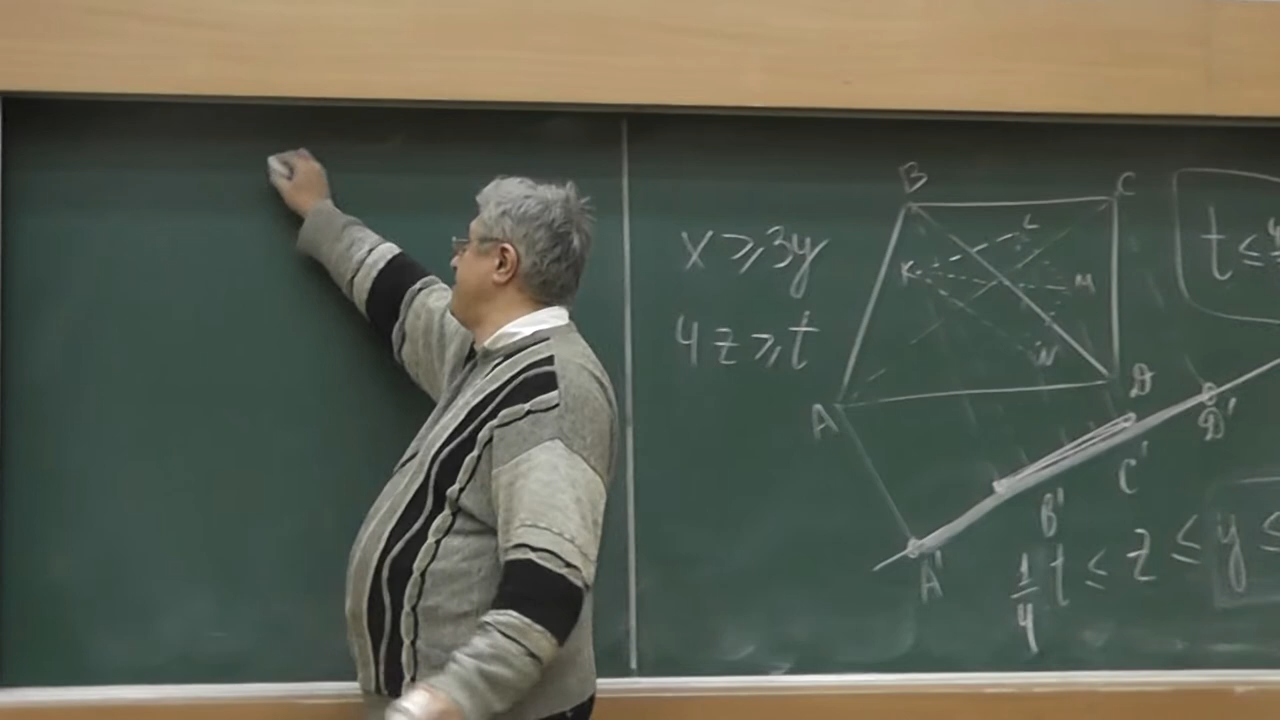 x ⩾ 3y
4z ⩾ t
B
C
L
K
M
N
A
D
A'
B'
C'
D'
t ≤
1/4 t ≤ z ≤ y ≤